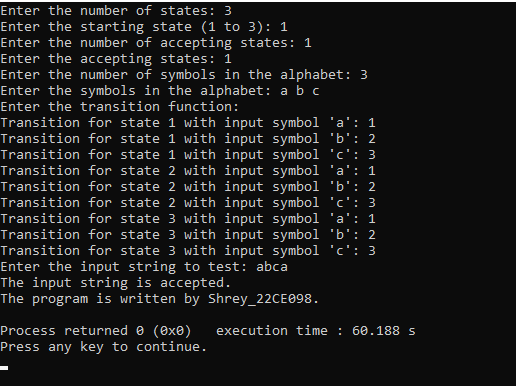 Enter the number of states: 3
Enter the starting state (1 to 3): 1
Enter the number of accepting states: 1
Enter the accepting states: 1
Enter the number of symbols in the alphabet: 3
Enter the symbols in the alphabet: a b c
Enter the transition function:
Transition for state 1 with input symbol 'a': 1
Transition for state 1 with input symbol 'b': 2
Transition for state 1 with input symbol 'c': 3
Transition for state 2 with input symbol 'a': 1
Transition for state 2 with input symbol 'b': 2
Transition for state 2 with input symbol 'c': 3
Transition for state 3 with input symbol 'a': 1
Transition for state 3 with input symbol 'b': 2
Transition for state 3 with input symbol 'c': 3
Enter the input string to test: abca
The input string is accepted.
The program is written by Shrey_22CE098.
Process returned 0 (0x0)   execution time : 60.188 s
Press any key to continue.